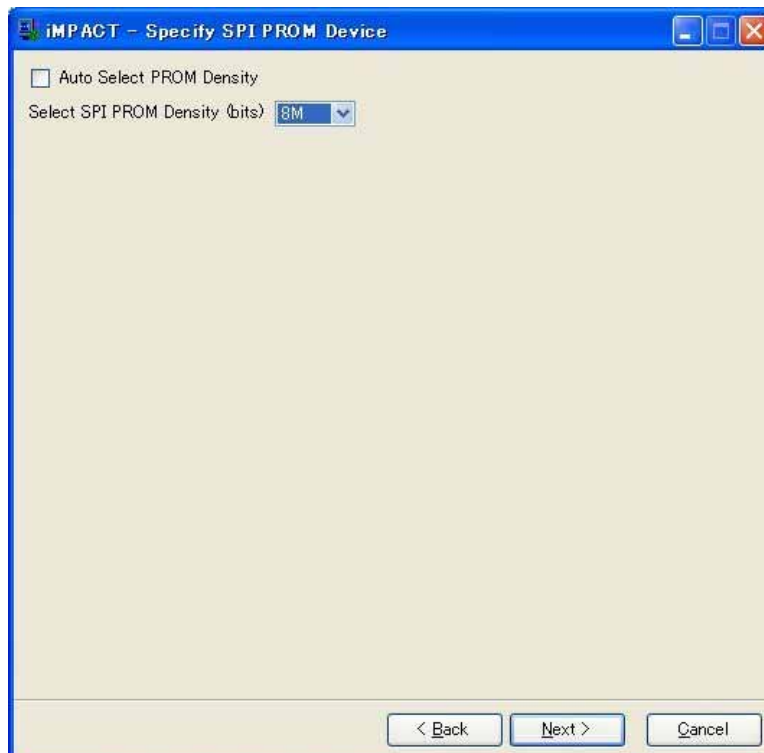 iMPACT - Specify SPI PROM Device
Auto Select PROM Density
Select SPI PROM Density (bits) 8M
< Back Next > Cancel